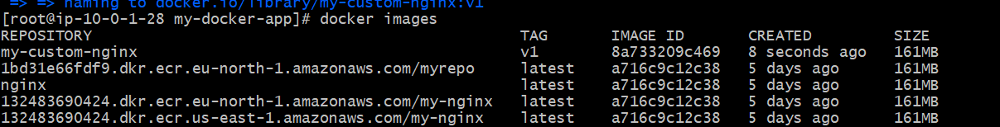 => => naming to docker.io/library/my-custom-nginx:v1
[root@ip-10-0-1-28 my-docker-app]# docker images
REPOSITORY TAG IMAGE ID CREATED SIZE
my-custom-nginx v1 8a733209c469 8 seconds ago 161MB
1bd31e66fdf9.dkr.ecr.eu-north-1.amazonaws.com/myrepo latest a716c9c12c38 5 days ago 161MB
nginx latest a716c9c12c38 5 days ago 161MB
132483690424.dkr.ecr.eu-north-1.amazonaws.com/my-nginx latest a716c9c12c38 5 days ago 161MB
132483690424.dkr.ecr.us-east-1.amazonaws.com/my-nginx latest a716c9c12c38 5 days ago 161MB